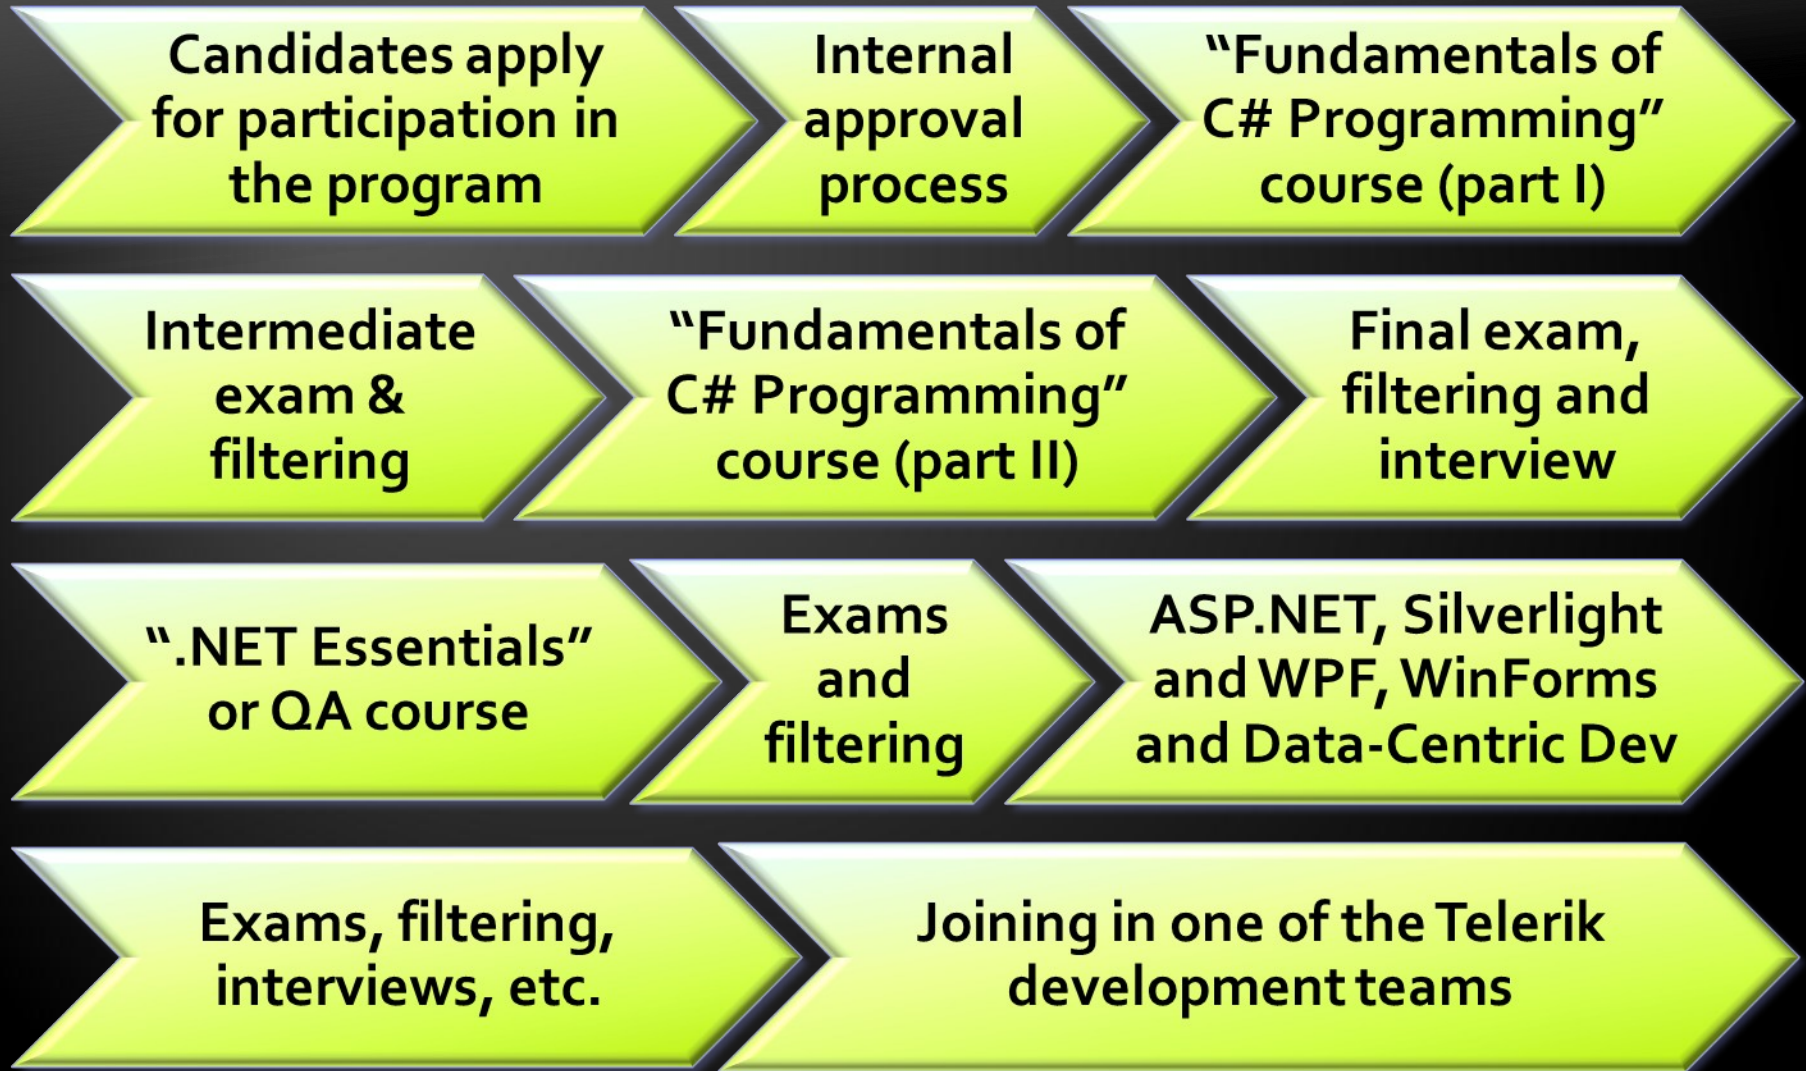 Candidates apply
for participation in
the program
Internal
approval
process
“Fundamentals of
C# Programming”
course (part I)
Intermediate
exam &
filtering
“Fundamentals of
C# Programming”
course (part II)
Final exam,
filtering and
interview
“.NET Essentials”
or QA course
Exams
and
filtering
ASP.NET, Silverlight
and WPF, WinForms
and Data-Centric Dev
Exams, filtering,
interviews, etc.
Joining in one of the Telerik
development teams